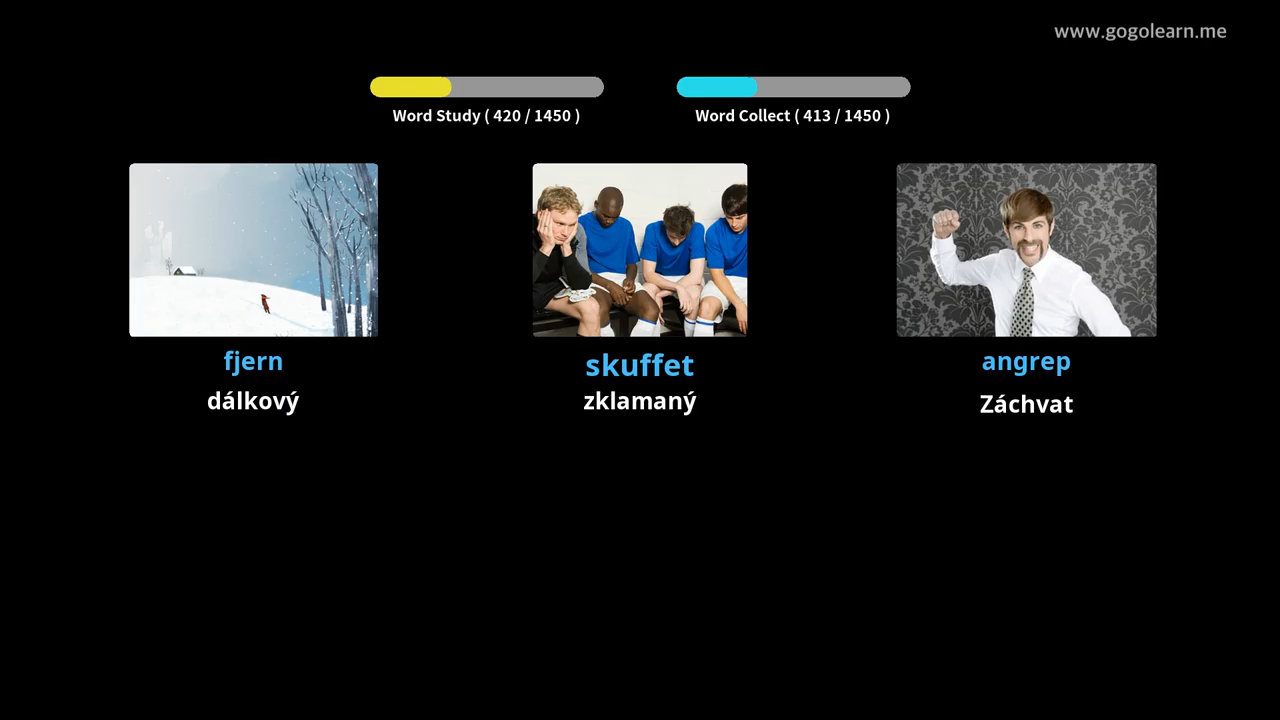 www.gogolearn.me
Word Study ( 420 / 1450 )
Word Collect ( 413 / 1450 )
fjern
skuffet
angrep
dálkový
zklamaný
Záchvat